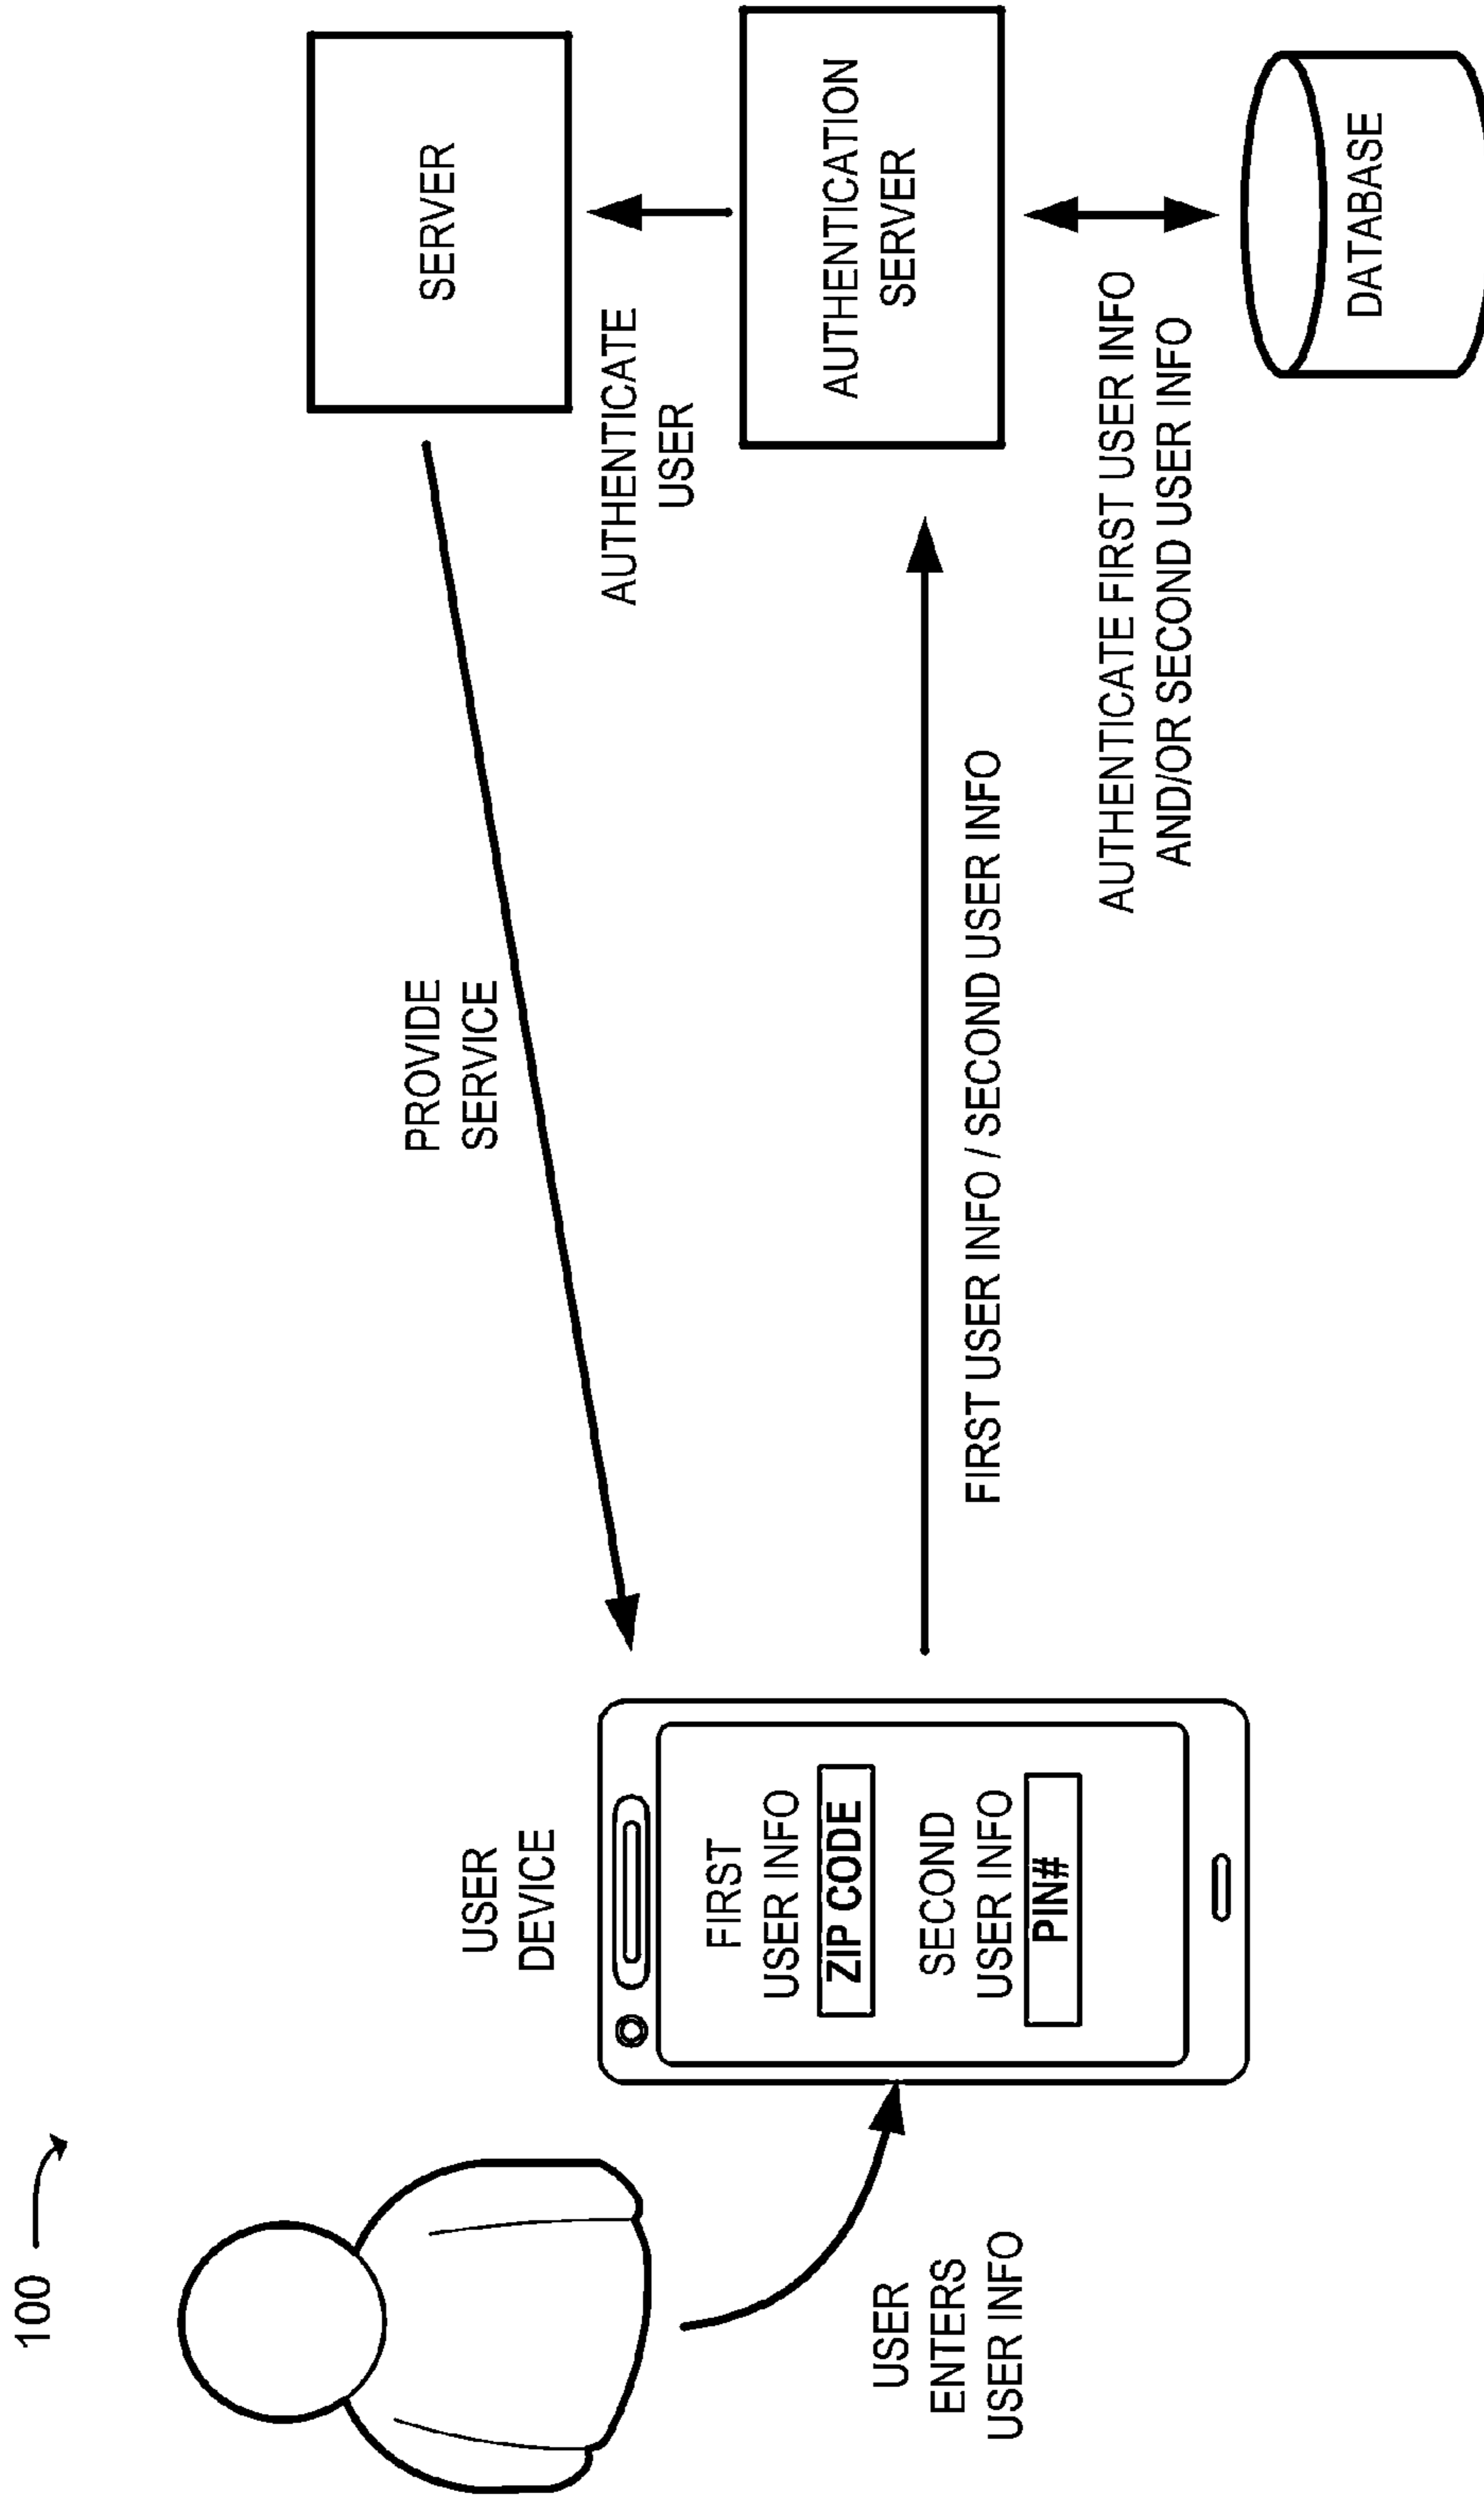 100
USER
ENTERS
USER INFO
USER
DEVICE
FIRST
USER INFO
ZIP CODE
SECOND
USER INFO
PIN#
PROVIDE
SERVICE
FIRST USER INFO / SECOND USER INFO
SERVER
AUTHENTICATE
USER
AUTHENTICATION
SERVER
AUTHENTICATE FIRST USER INFO
AND/OR SECOND USER INFO
DATABASE